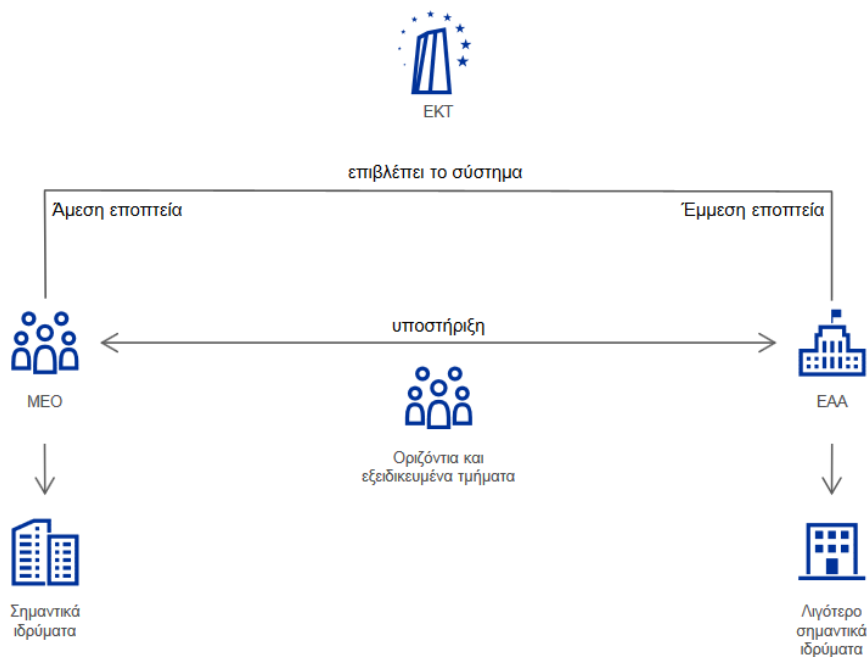 ΕΚΤ
επιβλέπει το σύστημα
Άμεση εποπτεία
Έμμεση εποπτεία
υποστήριξη
ΜΕΟ
ΕΑΑ
Οριζόντια και
εξειδικευμένα τμήματα
Σημαντικά
ιδρύματα
Λιγότερο
σημαντικά
ιδρύματα